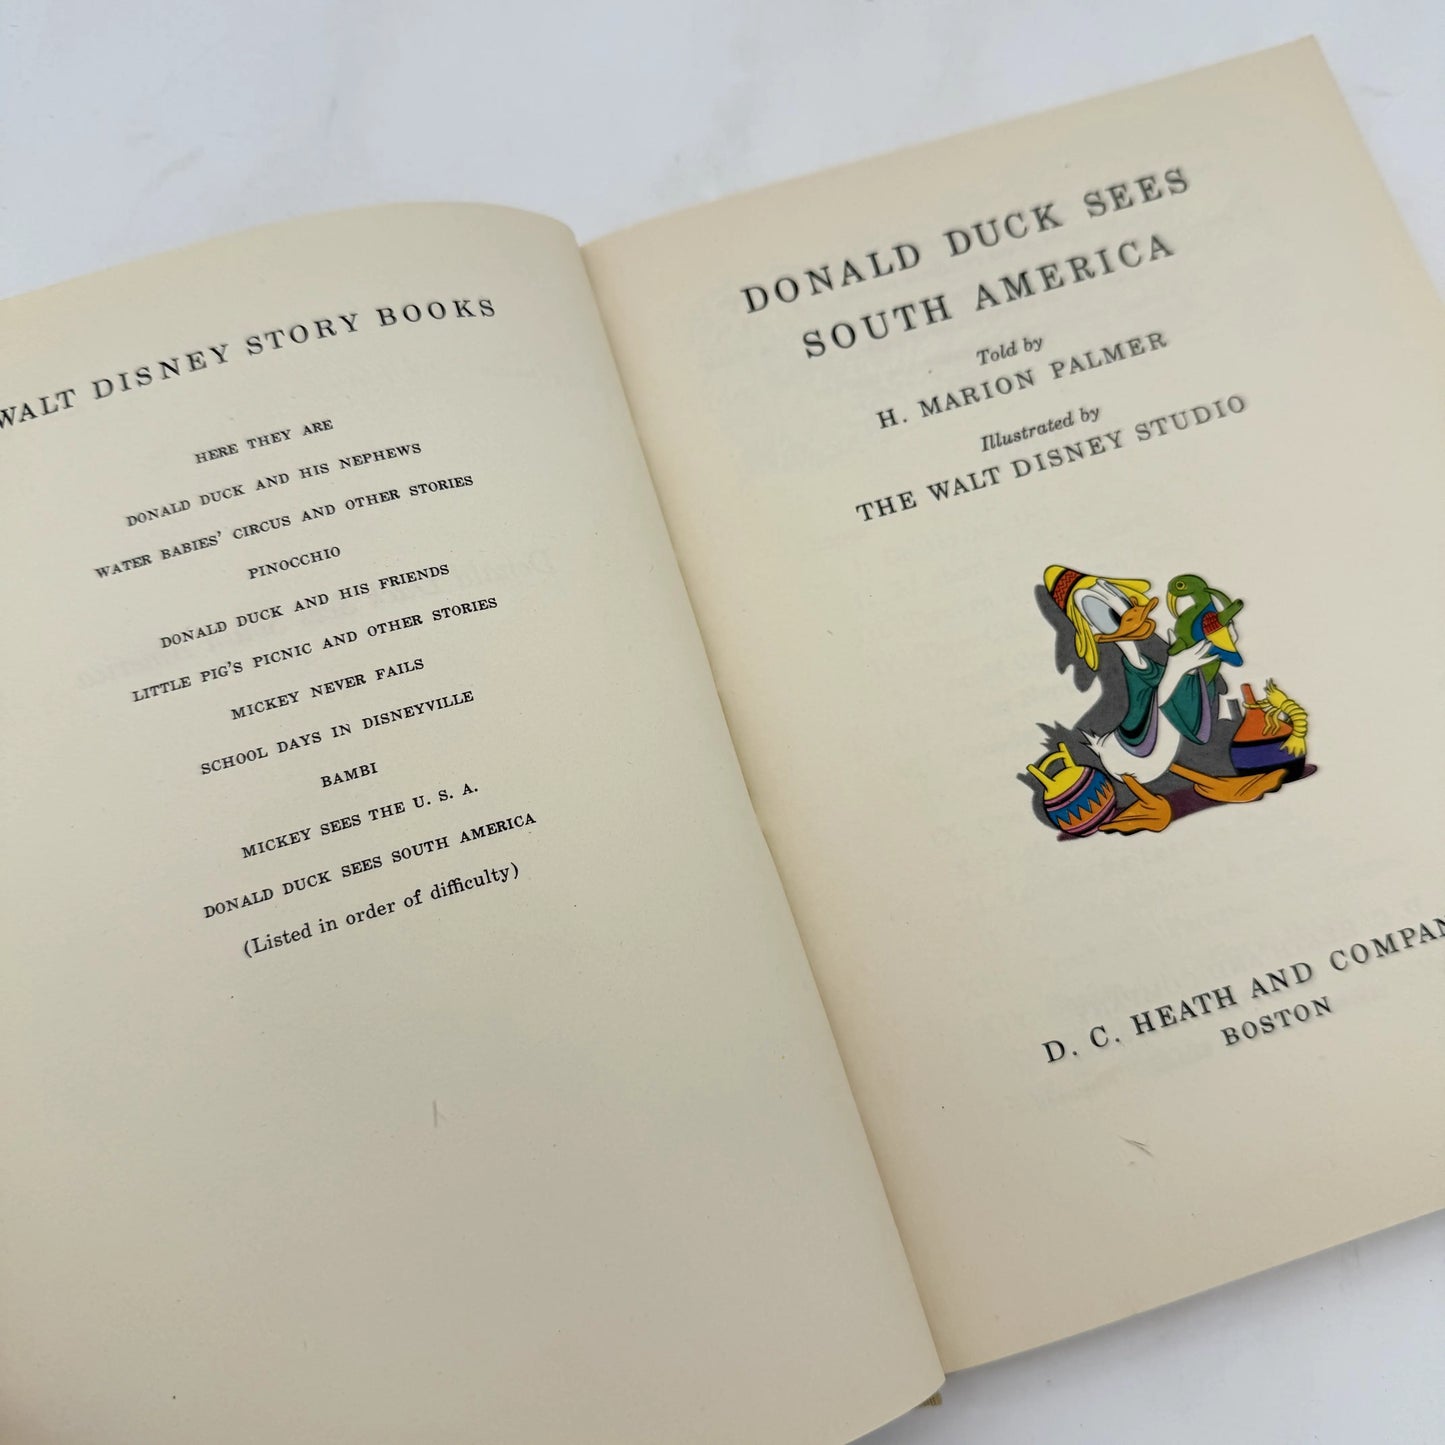 WALT DISNEY STORY BOOKS
HERE THEY ARE
DONALD DUCK AND HIS NEPHEWS
WATER BABIES' CIRCUS AND OTHER STORIES
PINOCCHIO
DONALD DUCK AND HIS FRIENDS
LITTLE PIG'S PICNIC AND OTHER STORIES
MICKEY NEVER FAILS
SCHOOL DAYS IN DISNEYVILLE
BAMBI
MICKEY SEES THE U. S. A.
DONALD DUCK SEES SOUTH AMERICA
(Listed in order of difficulty)
DONALD DUCK SEES
SOUTH AMERICA
Told by
H. MARION PALMER
Illustrated by
THE WALT DISNEY STUDIO
D. C. HEATH AND COMPAN
BOSTON